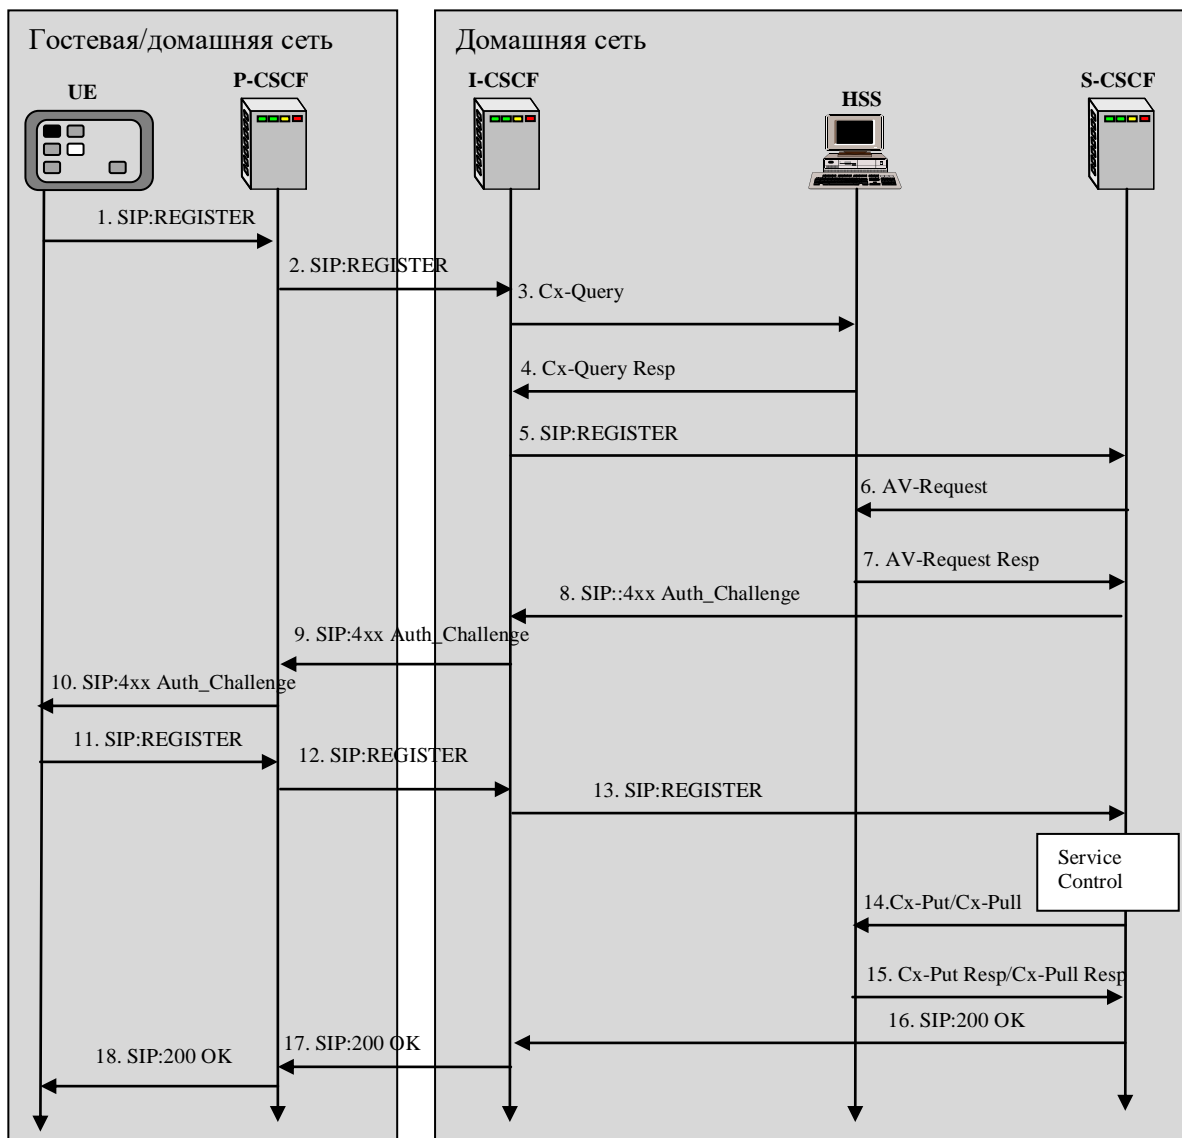 Гостевая/домашняя сеть
Домашняя сеть
UE
P-CSCF
I-CSCF
HSS
S-CSCF
1. SIP:REGISTER
2. SIP:REGISTER
3. Cx-Query
4. Cx-Query Resp
5. SIP:REGISTER
6. AV-Request
7. AV-Request Resp
8. SIP::4xx Auth_Challenge
9. SIP:4xx Auth_Challenge
10. SIP:4xx Auth_Challenge
11. SIP:REGISTER
12. SIP:REGISTER
13. SIP:REGISTER
Service
Control
14.Cx-Put/Cx-Pull
15. Cx-Put Resp/Cx-Pull Resp
16. SIP:200 OK
17. SIP:200 OK
18. SIP:200 OK